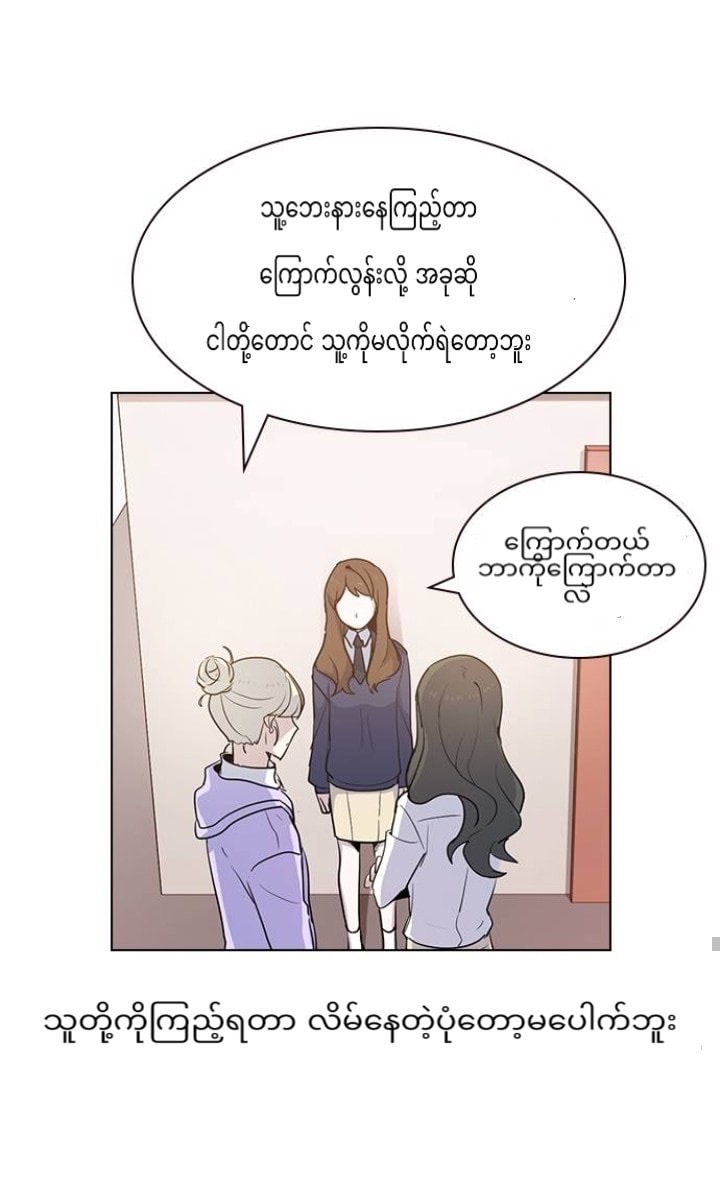 သူ့ဘေးနားနေကြည့်တာ
ကြောက်လွန်းလို့ အခုဆို
ငါတို့တောင် သူ့ကိုမလိုက်ရဲတော့ဘူး
ကြောက်တယ်
ဘာကိုကြောက်တာ
လဲ
သူတို့ကိုကြည့်ရတာ လိမ်နေတဲ့ပုံတော့မပေါက်ဘူး